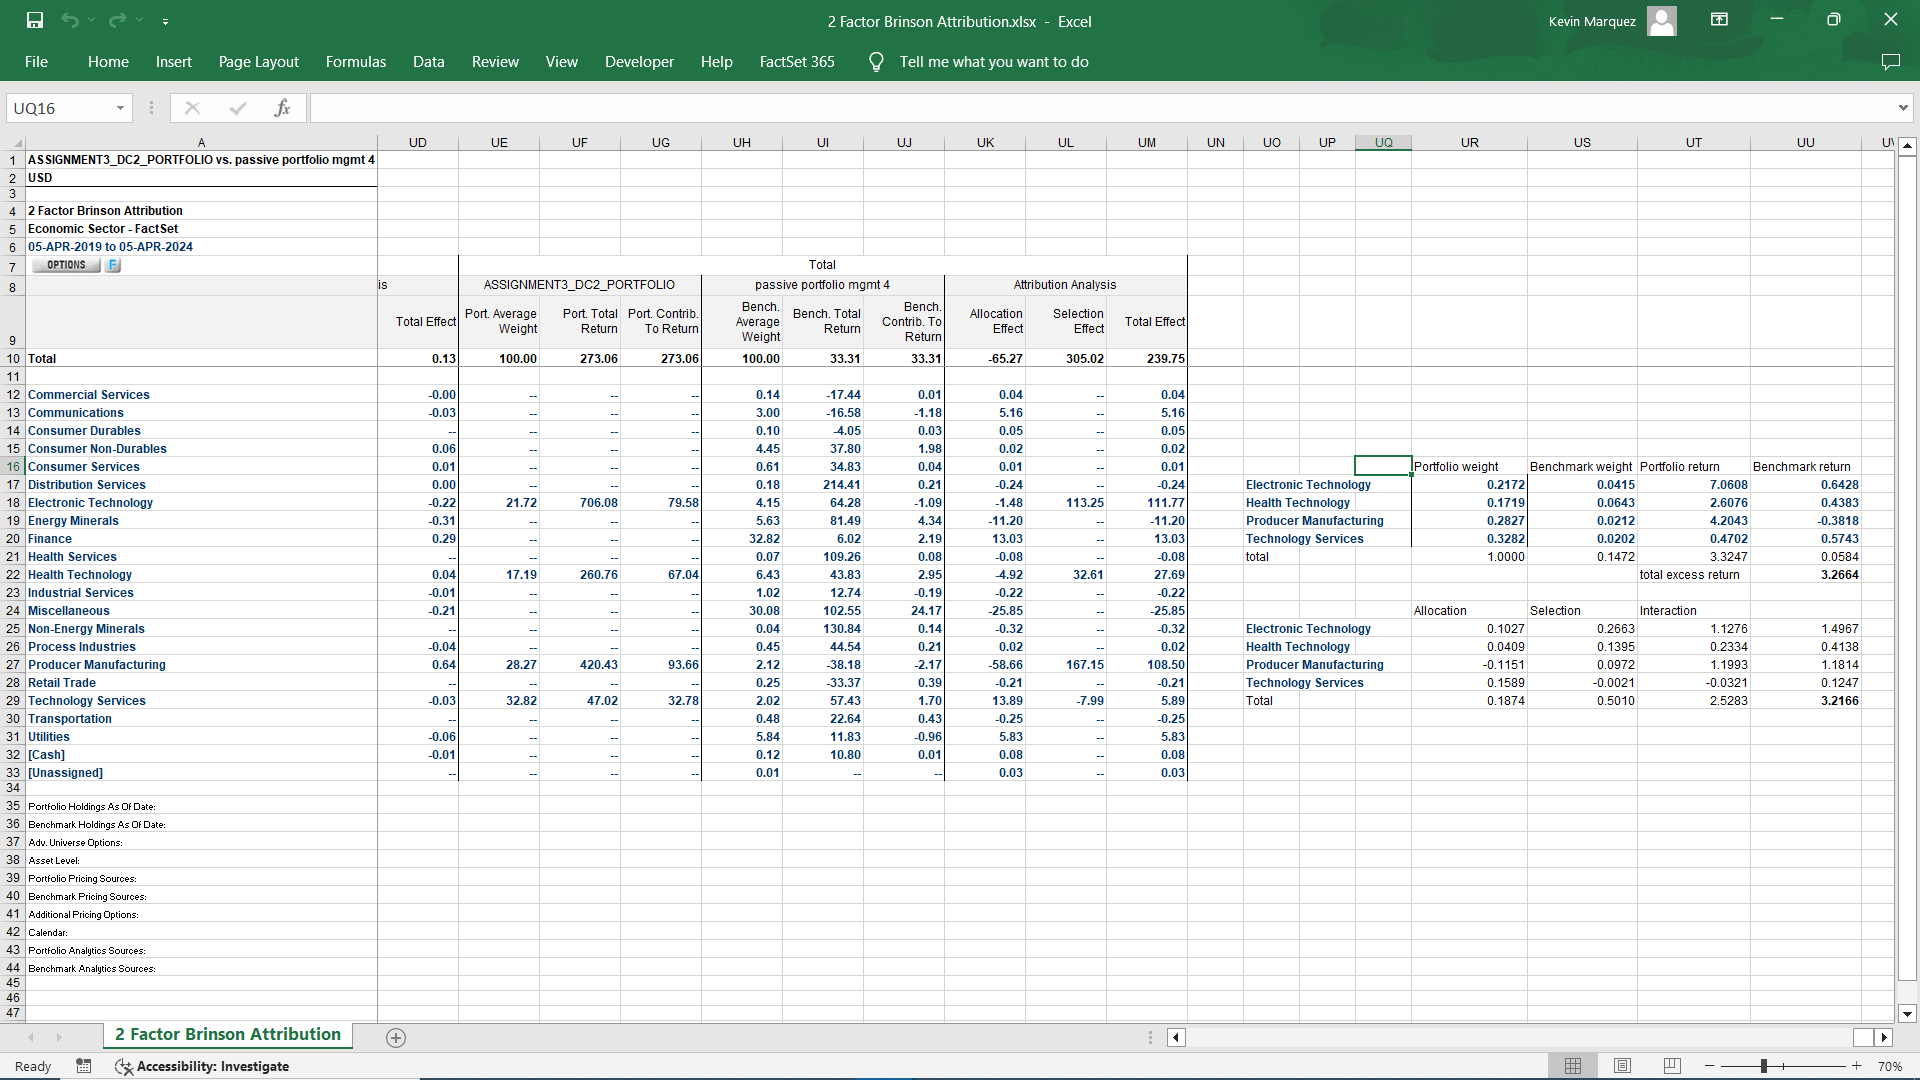 2 Factor Brinson Attribution.xlsx - Excel
Kevin Marquez
File Home Insert Page Layout Formulas Data Review View Developer Help FactSet 365 Tell me what you want to do
UQ16 fx
A UD UE UF UG UH UI UJ UK UL UM UN UO UP UQ UR US UT UU
1 ASSIGNMENT3_DC2_PORTFOLIO vs. passive portfolio mgmt 4
2 USD
3
4 2 Factor Brinson Attribution
5 Economic Sector - FactSet
6 05-APR-2019 to 05-APR-2024
7 OPTIONS F Total
8 is ASSIGNMENT3_DC2_PORTFOLIO passive portfolio mgmt 4 Attribution Analysis
9 Total Effect Port. Average Weight Port. Total Return Port. Contrib. To Return Bench. Average Weight Bench. Total Return Bench. Contrib. To Return Allocation Effect Selection Effect Total Effect
10 Total 0.13 100.00 273.06 273.06 100.00 33.31 33.31 -65.27 305.02 239.75
11
12 Commercial Services -0.00 -- -- -- 0.14 -17.44 0.01 0.04 -- 0.04
13 Communications -0.03 -- -- -- 3.00 -16.58 -1.18 5.16 -- 5.16
14 Consumer Durables -- -- -- -- 0.10 -4.05 0.03 0.05 -- 0.05
15 Consumer Non-Durables 0.06 -- -- -- 4.45 37.80 1.98 0.02 -- 0.02
16 Consumer Services 0.01 -- -- -- 0.61 34.83 0.04 0.01 -- 0.01 Portfolio weight Benchmark weight Portfolio return Benchmark return
17 Distribution Services 0.00 -- -- -- 0.18 214.41 0.21 -0.24 -- -0.24 Electronic Technology 0.2172 0.0415 7.0608 0.6428
18 Electronic Technology -0.22 21.72 706.08 79.58 4.15 64.28 -1.09 -1.48 113.25 111.77 Health Technology 0.1719 0.0643 2.6076 0.4383
19 Energy Minerals -0.31 -- -- -- 5.63 81.49 4.34 -11.20 -- -11.20 Producer Manufacturing 0.2827 0.0212 4.2043 -0.3818
20 Finance 0.29 -- -- -- 32.82 6.02 2.19 13.03 -- 13.03 Technology Services 0.3282 0.0202 0.4702 0.5743
21 Health Services -- -- -- -- 0.07 109.26 0.08 -0.08 -- -0.08 total 1.0000 0.1472 3.3247 0.0584
22 Health Technology 0.04 17.19 260.76 67.04 6.43 43.83 2.95 -4.92 32.61 27.69 total excess return 3.2664
23 Industrial Services -0.01 -- -- -- 1.02 12.74 -0.19 -0.22 -- -0.22
24 Miscellaneous -0.21 -- -- -- 30.08 102.55 24.17 -25.85 -- -25.85 Allocation Selection Interaction
25 Non-Energy Minerals -- -- -- -- 0.04 130.84 0.14 -0.32 -- -0.32 Electronic Technology 0.1027 0.2663 1.1276 1.4967
26 Process Industries -0.04 -- -- -- 0.45 44.54 0.21 0.02 -- 0.02 Health Technology 0.0409 0.1395 0.2334 0.4138
27 Producer Manufacturing 0.64 28.27 420.43 93.66 2.12 -38.18 -2.17 -58.66 167.15 108.50 Producer Manufacturing -0.1151 0.0972 1.1993 1.1814
28 Retail Trade -- -- -- -- 0.25 -33.37 0.39 -0.21 -- -0.21 Technology Services 0.1589 -0.0021 -0.0321 0.1247
29 Technology Services -0.03 32.82 47.02 32.78 2.02 57.43 1.70 13.89 -7.99 5.89 Total 0.1874 0.5010 2.5283 3.2166
30 Transportation -- -- -- -- 0.48 22.64 0.43 -0.25 -- -0.25
31 Utilities -0.06 -- -- -- 5.84 11.83 -0.96 5.83 -- 5.83
32 [Cash] -0.01 -- -- -- 0.12 10.80 0.01 0.08 -- 0.08
33 [Unassigned] -- -- -- -- 0.01 -- -- 0.03 -- 0.03
34
35 Portfolio Holdings As Of Date:
36 Benchmark Holdings As Of Date:
37 Adv. Universe Options:
38 Asset Level:
39 Portfolio Pricing Sources:
40 Benchmark Pricing Sources:
41 Additional Pricing Options:
42 Calendar:
43 Portfolio Analytics Sources:
44 Benchmark Analytics Sources:
45
46
47
2 Factor Brinson Attribution
Ready Accessibility: Investigate 70%